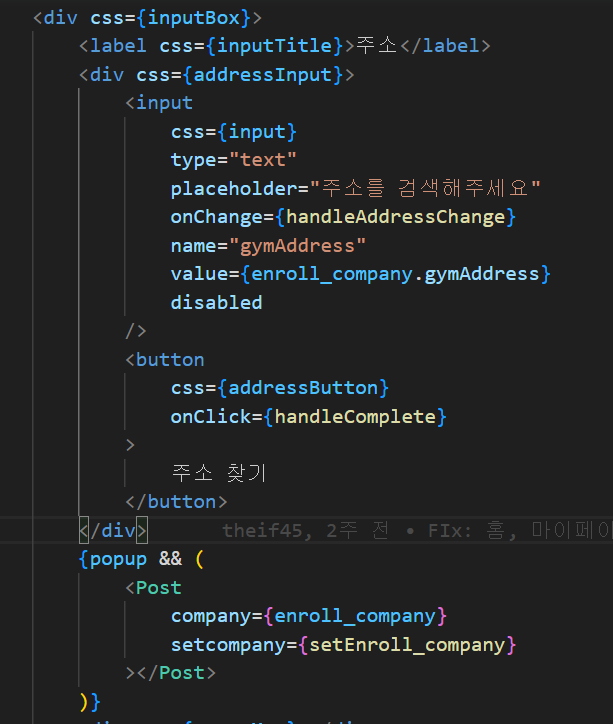 <div css={inputBox}>
<label css={inputTitle}>주소</label>
<div css={addressInput}>
<input
css={input}
type="text"
placeholder="주소를 검색해주세요"
onChange={handleAddressChange}
name="gymAddress"
value={enroll_company.gymAddress}
disabled
/>
<button
css={addressButton}
onClick={handleComplete}
>
주소 찾기
</button>
</div> theif45, 2주 전 • FIx: 홈, 마이페이
{popup && (
<Post
company={enroll_company}
setcompany={setEnroll_company}
></Post>
)}